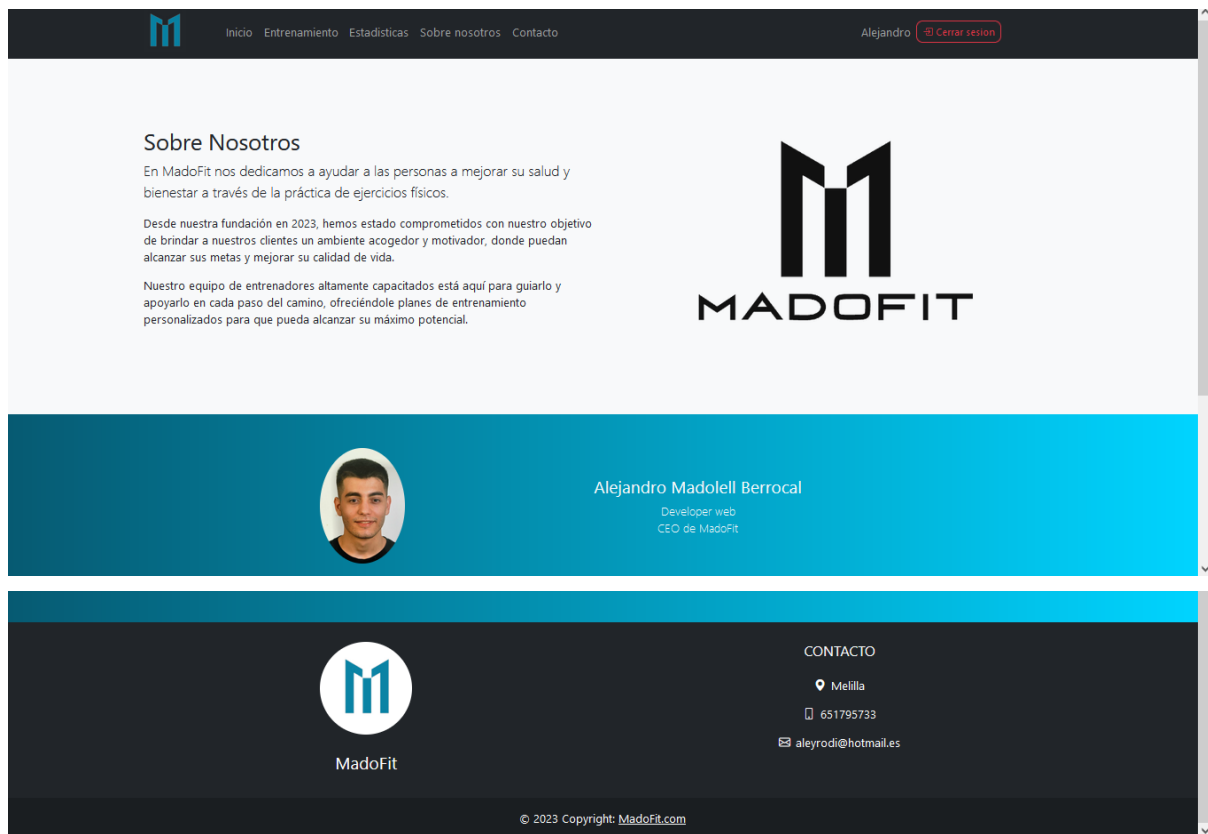 Inicio Entrenamiento Estadisticas Sobre nosotros Contacto Alejandro Cerrar sesion
Sobre Nosotros
En MadoFit nos dedicamos a ayudar a las personas a mejorar su salud y
bienestar a través de la práctica de ejercicios físicos.
Desde nuestra fundación en 2023, hemos estado comprometidos con nuestro objetivo
de brindar a nuestros clientes un ambiente acogedor y motivador, donde puedan
alcanzar sus metas y mejorar su calidad de vida.
Nuestro equipo de entrenadores altamente capacitados está aquí para guiarlo y
apoyarlo en cada paso del camino, ofreciéndole planes de entrenamiento
personalizados para que pueda alcanzar su máximo potencial.
MADOFIT
Alejandro Madolell Berrocal
Developer web
CEO de MadoFit
MadoFit
CONTACTO
Melilla
651795733
aleyrodi@hotmail.es
© 2023 Copyright: MadoFit.com